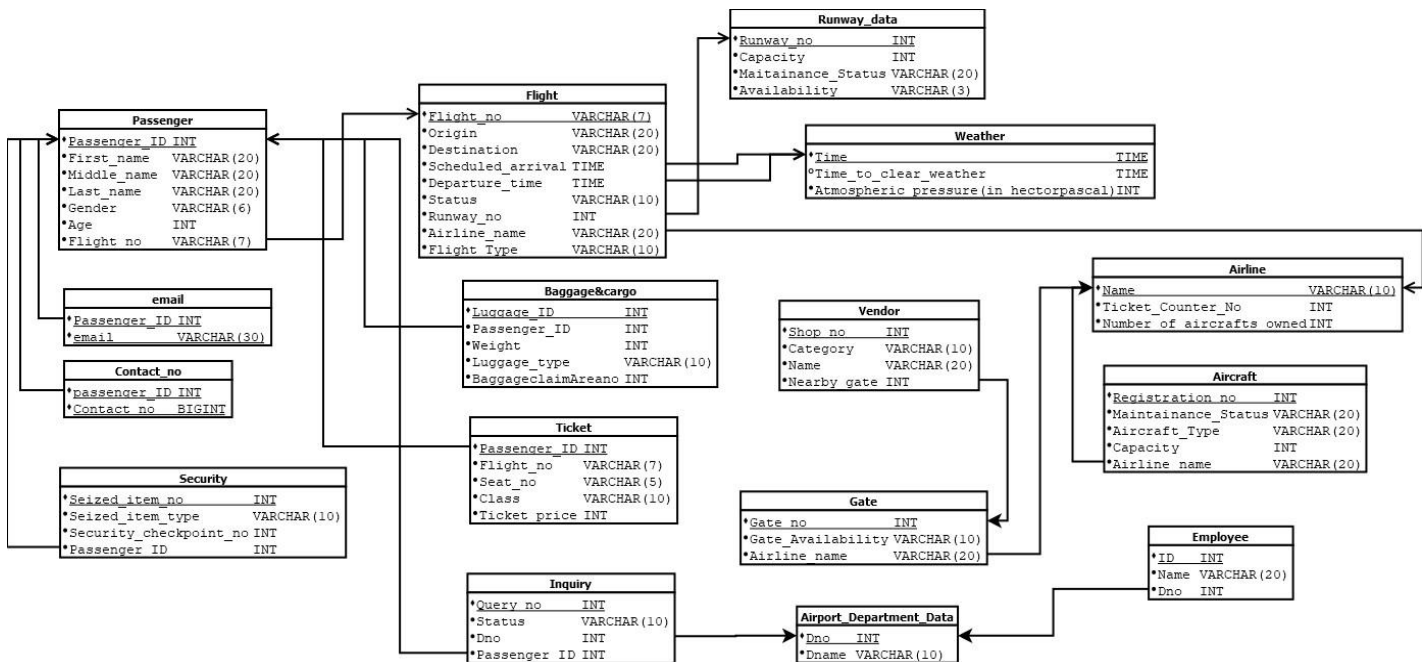 Runway_data
Runway_no INT
Capacity INT
Maitainance_Status VARCHAR(20)
Availability VARCHAR(3)
Flight
Flight_no VARCHAR(7)
Origin VARCHAR(20)
Destination VARCHAR(20)
Scheduled_arrival TIME
Departure_time TIME
Status VARCHAR(10)
Runway_no INT
Airline_name VARCHAR(20)
Flight Type VARCHAR(10)
Passenger
Passenger_ID INT
First_name VARCHAR(20)
Middle_name VARCHAR(20)
Last_name VARCHAR(20)
Gender VARCHAR(6)
Age INT
Flight no VARCHAR(7)
Weather
Time TIME
Time_to_clear_weather TIME
Atmospheric pressure(in hectorpascal) INT
Airline
Name VARCHAR(10)
Ticket_Counter_No INT
Number of aircrafts owned INT
email
Passenger_ID INT
email VARCHAR(30)
Baggage&cargo
Luggage_ID INT
Passenger_ID INT
Weight INT
Luggage_type VARCHAR(10)
BaggageclaimAreano INT
Vendor
Shop_no INT
Category VARCHAR(10)
Name VARCHAR(20)
Nearby gate INT
Contact_no
passenger_ID INT
Contact no BIGINT
Aircraft
Registration_no INT
Maintainance_Status VARCHAR(20)
Aircraft_Type VARCHAR(20)
Capacity INT
Airline name VARCHAR(20)
Ticket
Passenger_ID INT
Flight_no VARCHAR(7)
Seat_no VARCHAR(5)
Class VARCHAR(10)
Ticket price INT
Security
Seized_item_no INT
Seized_item_type VARCHAR(10)
Security_checkpoint_no INT
Passenger ID INT
Gate
Gate_no INT
Gate_Availability VARCHAR(10)
Airline name VARCHAR(20)
Employee
ID INT
Name VARCHAR(20)
Dno INT
Inquiry
Query_no INT
Status VARCHAR(10)
Dno INT
Passenger ID INT
Airport_Department_Data
Dno INT
Dname VARCHAR(10)